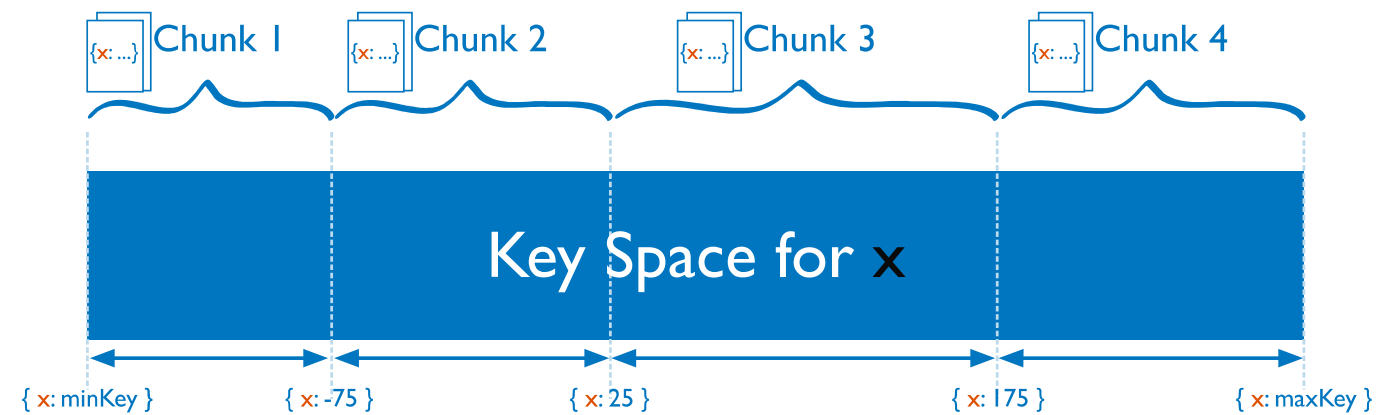 {x: ...} Chunk 1 {x: ...} Chunk 2 {x: ...} Chunk 3 {x: ...} Chunk 4
Key Space for x
{ x: minKey } { x: -75 } { x: 25 } { x: 175 } { x: maxKey }